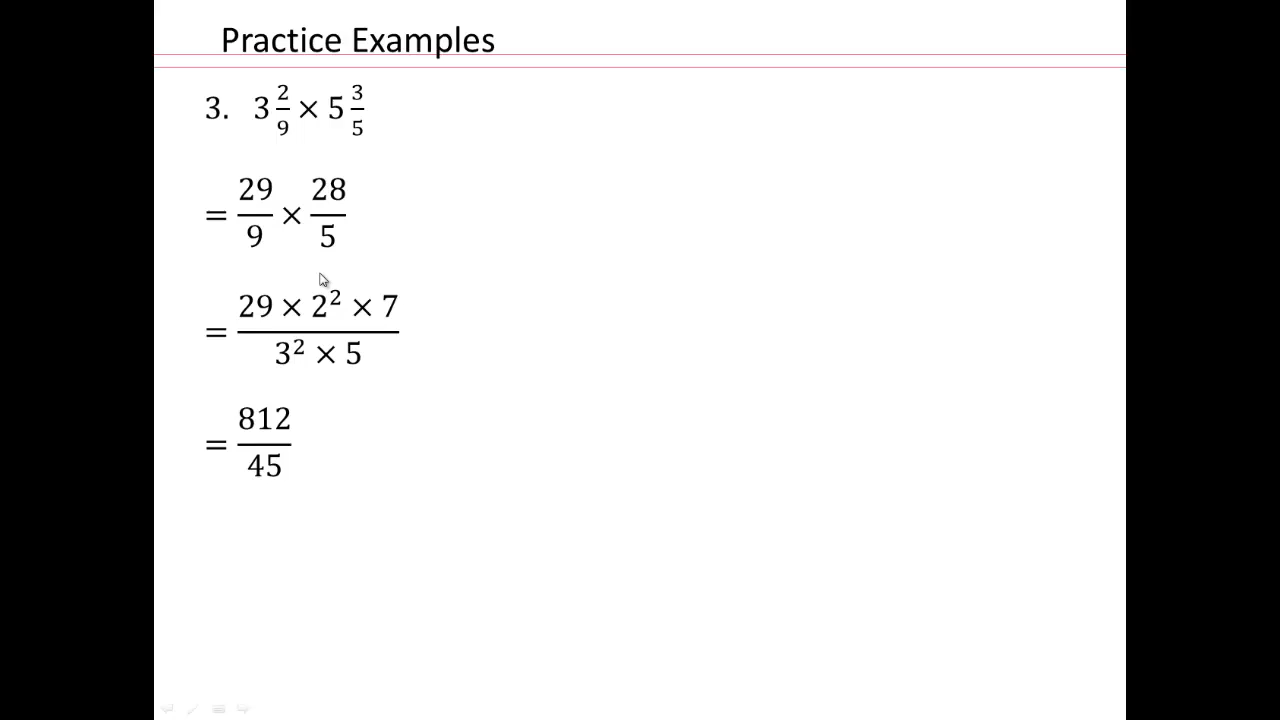 Practice Examples
3. 3 2/9 × 5 3/5
= 29/9 × 28/5
= (29 × 2² × 7)/(3² × 5)
= 812/45